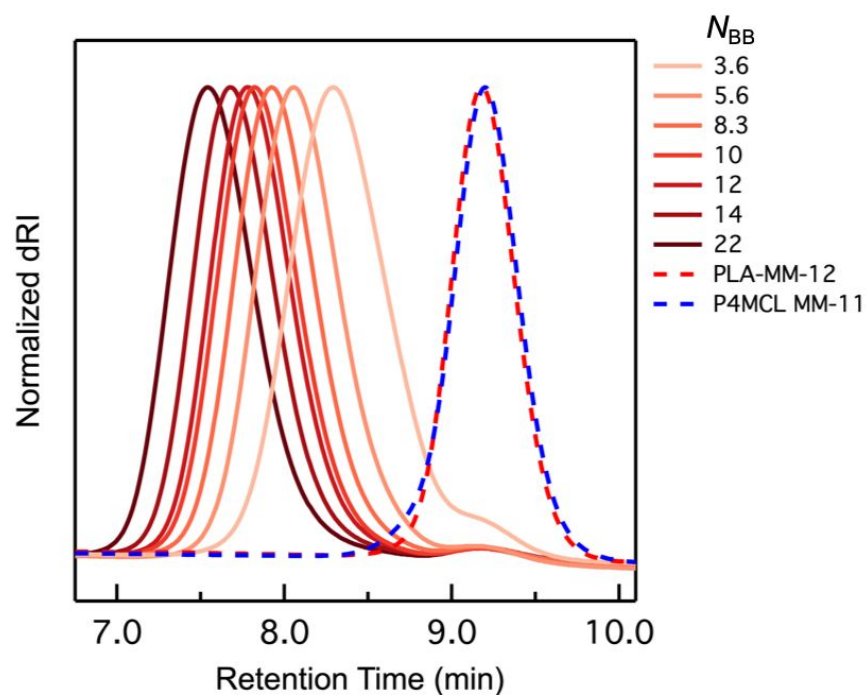 N_BB
3.6
5.6
8.3
10
12
14
22
PLA-MM-12
P4MCL MM-11
Normalized dRI
7.0 8.0 9.0 10.0
Retention Time (min)